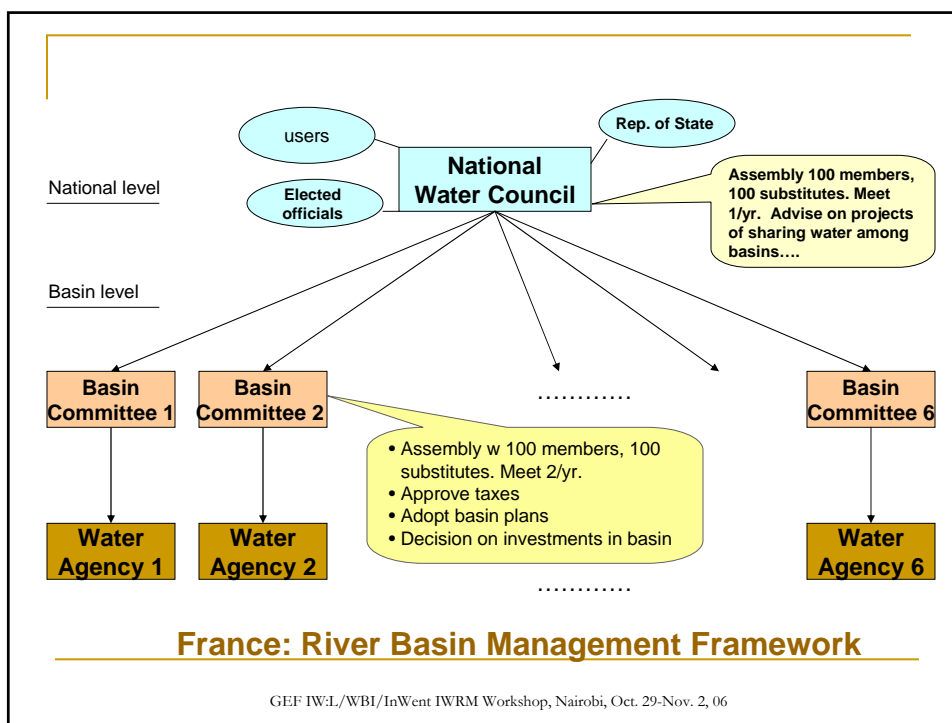 users
Rep. of State
National
Water Council
Elected
officials
National level
Assembly 100 members,
100 substitutes. Meet
1/yr. Advise on projects
of sharing water among
basins….
Basin level
Basin
Committee 1
Basin
Committee 2
…………
Basin
Committee 6
• Assembly w 100 members, 100
substitutes. Meet 2/yr.
• Approve taxes
• Adopt basin plans
• Decision on investments in basin
Water
Agency 1
Water
Agency 2
…………
Water
Agency 6
France: River Basin Management Framework
GEF IW:L/WBI/InWent IWRM Workshop, Nairobi, Oct. 29-Nov. 2, 06